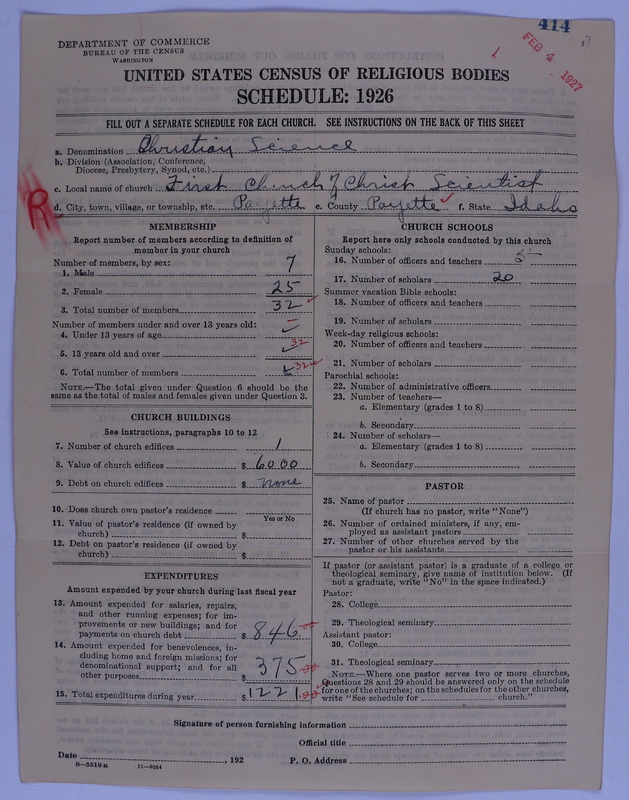 414
FEB 4 1927
DEPARTMENT OF COMMERCE
BUREAU OF THE CENSUS
WASHINGTON
UNITED STATES CENSUS OF RELIGIOUS BODIES
SCHEDULE: 1926
FILL OUT A SEPARATE SCHEDULE FOR EACH CHURCH. SEE INSTRUCTIONS ON THE BACK OF THIS SHEET
a. Denomination Christian Science
b. Division (Association, Conference,
Diocese, Presbytery, Synod, etc.)
c. Local name of church First Church of Christ Scientist
R
d. City, town, village, or township, etc. Payette e. County Payette f. State Idaho
MEMBERSHIP
Report number of members according to definition of
member in your church
Number of members, by sex:
1. Male 7
2. Female 25
3. Total number of members 32
Number of members under and over 13 years old:
4. Under 13 years of age –
5. 13 years old and over 32
6. Total number of members 32
NOTE.—The total given under Question 6 should be the
same as the total of males and females given under Question 3.
CHURCH BUILDINGS
See instructions, paragraphs 10 to 12
7. Number of church edifices 1
8. Value of church edifices $ 6000
9. Debt on church edifices $ none
10. Does church own pastor's residence
Yes or No
11. Value of pastor's residence (if owned by
church) $
12. Debt on pastor's residence (if owned by
church) $
EXPENDITURES
Amount expended by your church during last fiscal year
13. Amount expended for salaries, repairs,
and other running expenses; for im-
provements or new buildings; and for
payments on church debt $ 846.00
14. Amount expended for benevolences, in-
cluding home and foreign missions; for
denominational support; and for all
other purposes $ 375.00
15. Total expenditures during year $ 1221.00
CHURCH SCHOOLS
Report here only schools conducted by this church
Sunday schools:
16. Number of officers and teachers 5
17. Number of scholars 20
Summer vacation Bible schools:
18. Number of officers and teachers
19. Number of scholars
Week-day religious schools:
20. Number of officers and teachers
21. Number of scholars
Parochial schools:
22. Number of administrative officers
23. Number of teachers—
a. Elementary (grades 1 to 8)
b. Secondary
24. Number of scholars—
a. Elementary (grades 1 to 8)
b. Secondary
PASTOR
25. Name of pastor
(If church has no pastor, write "None")
26. Number of ordained ministers, if any, em-
ployed as assistant pastors
27. Number of other churches served by the
pastor or his assistants
If pastor (or assistant pastor) is a graduate of a college or
theological seminary, give name of institution below. (If
not a graduate, write "No" in the space indicated.)
Pastor:
28. College
29. Theological seminary
Assistant pastor:
30. College
31. Theological seminary
NOTE.—Where one pastor serves two or more churches,
Questions 28 and 29 should be answered only on the schedule
for one of the churches; on the schedules for the other churches,
write "See schedule for church."
Signature of person furnishing information
Official title
Date , 192 P. O. Address
8—5518a 11—9054